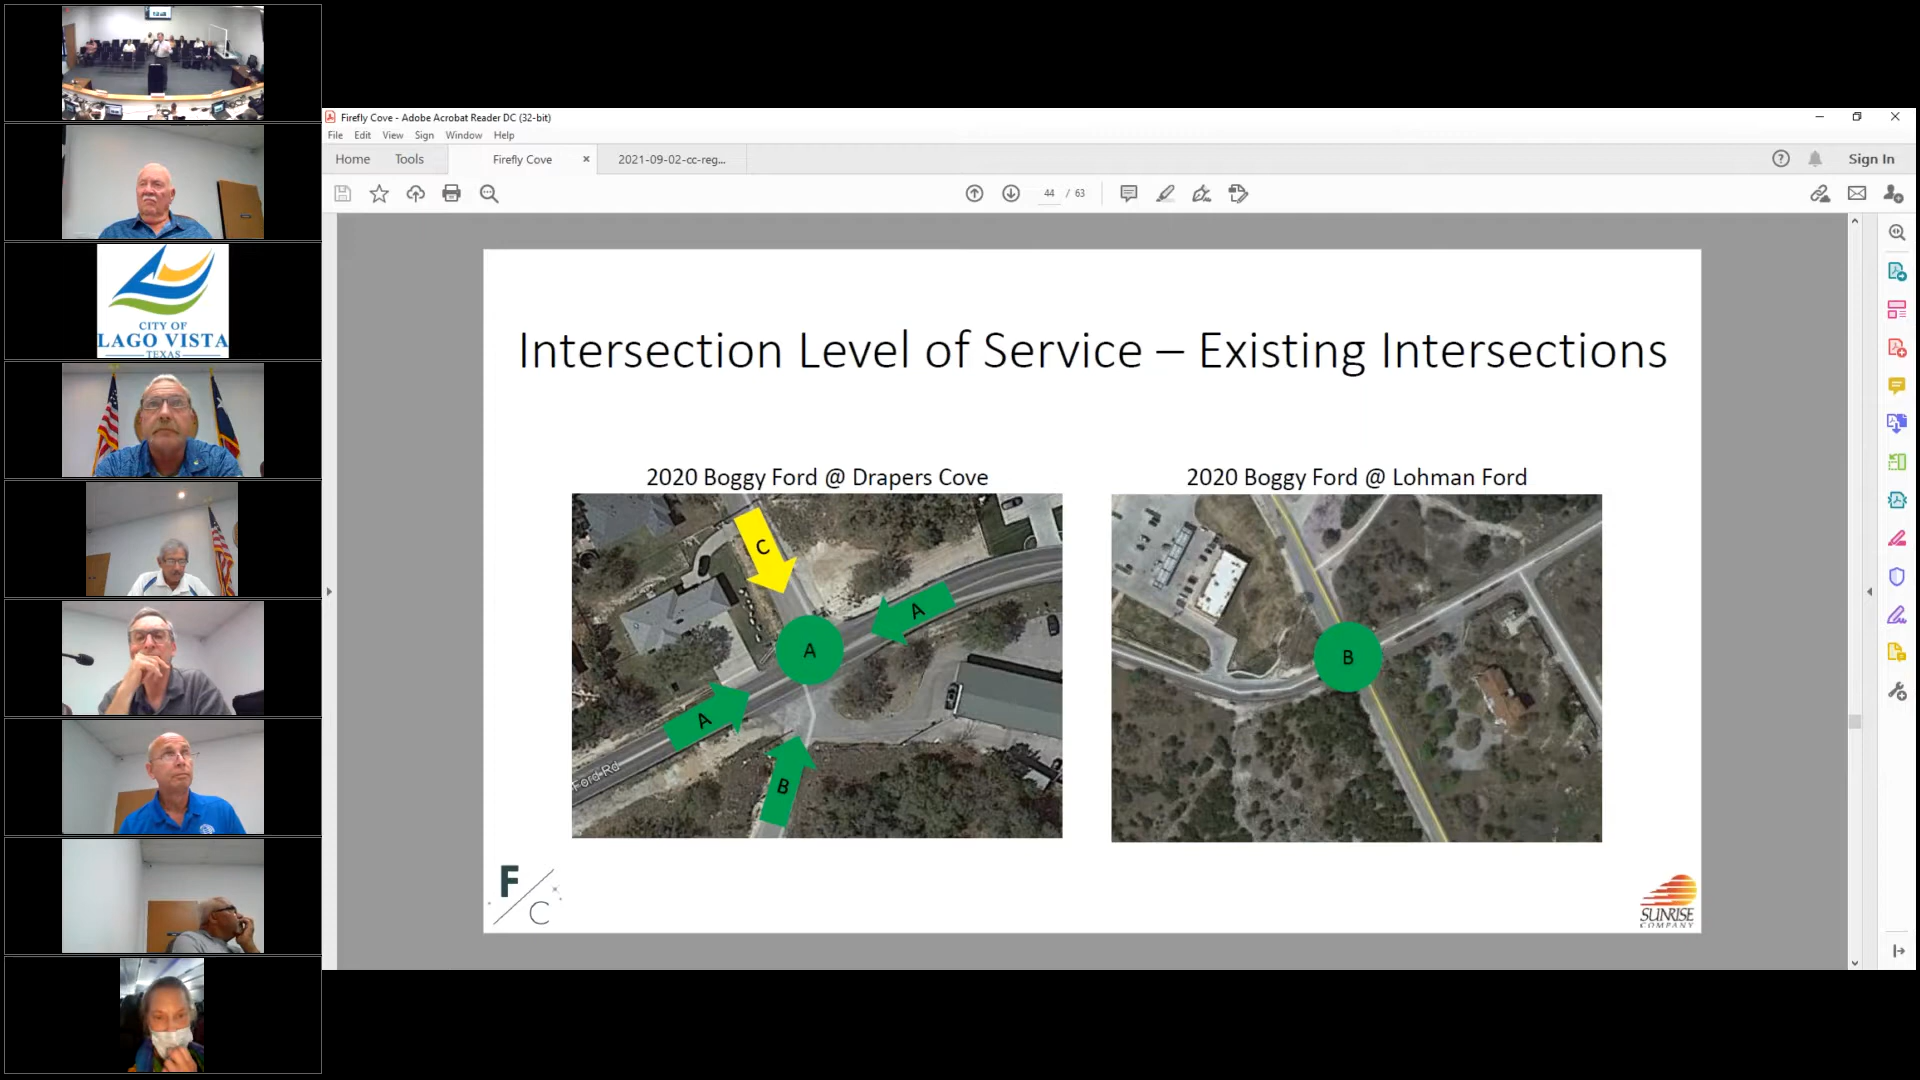 CITY OF
LAGO VISTA
TEXAS
Firefly Cove - Adobe Acrobat Reader DC (32-bit)
File Edit View Sign Window Help
Home Tools Firefly Cove × 2021-09-02-cc-reg... Sign In
44 / 63
Intersection Level of Service – Existing Intersections
2020 Boggy Ford @ Drapers Cove
2020 Boggy Ford @ Lohman Ford
C
A
A
A
B
Ford Rd
B
F
C
SUNRISE
COMPANY